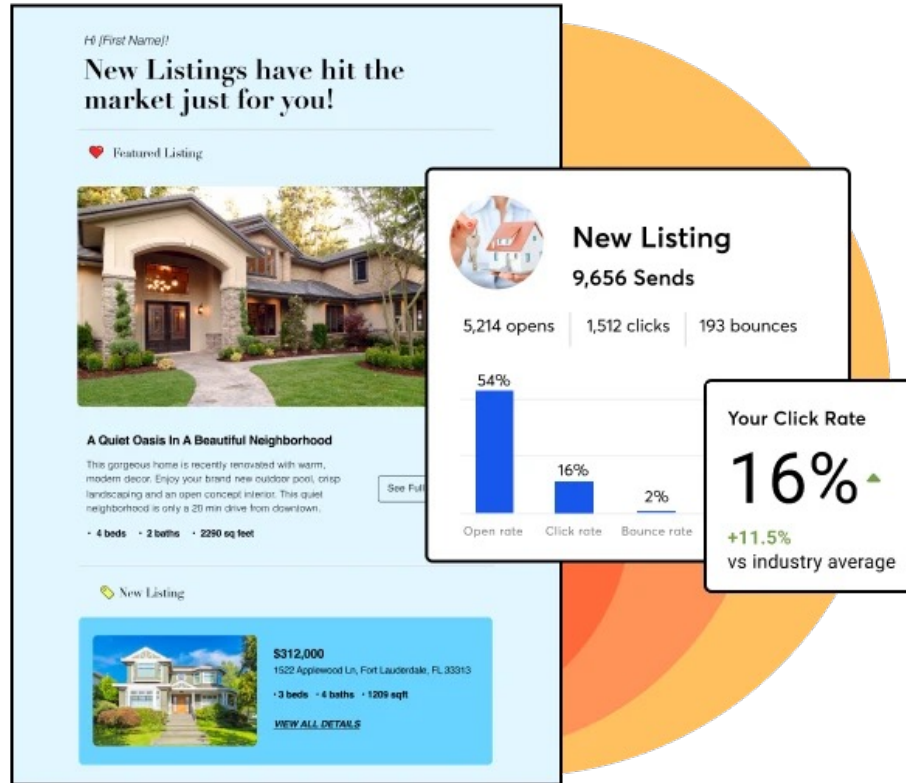 Hi [First Name]!
New Listings have hit the
market just for you!
Featured Listing
A Quiet Oasis In A Beautiful Neighborhood
This gorgeous home is recently renovated with warm,
modern decor. Enjoy your brand new outdoor pool, crisp
landscaping and an open concept interior. This quiet
neighborhood is only a 20 min drive from downtown.
• 4 beds • 2 baths • 2290 sq feet
See Full
New Listing
$312,000
1522 Applewood Ln, Fort Lauderdale, FL 33313
• 3 beds • 4 baths • 1209 sqft
VIEW ALL DETAILS
New Listing
9,656 Sends
5,214 opens 1,512 clicks 193 bounces
54%
16%
2%
Open rate Click rate Bounce rate
Your Click Rate
16%
+11.5%
vs industry average